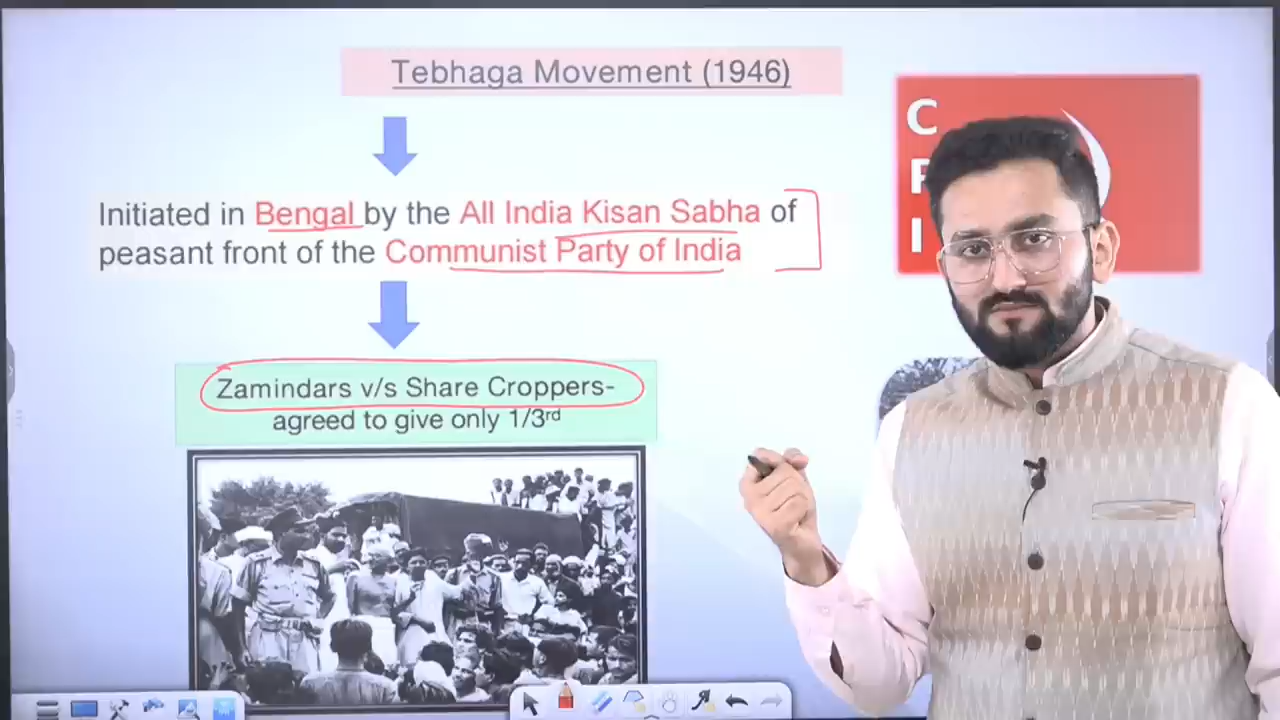 Tebhaga Movement (1946)
Initiated in Bengal by the All India Kisan Sabha of
peasant front of the Communist Party of India
Zamindars v/s Share Croppers-
agreed to give only 1/3rd
C
P
I